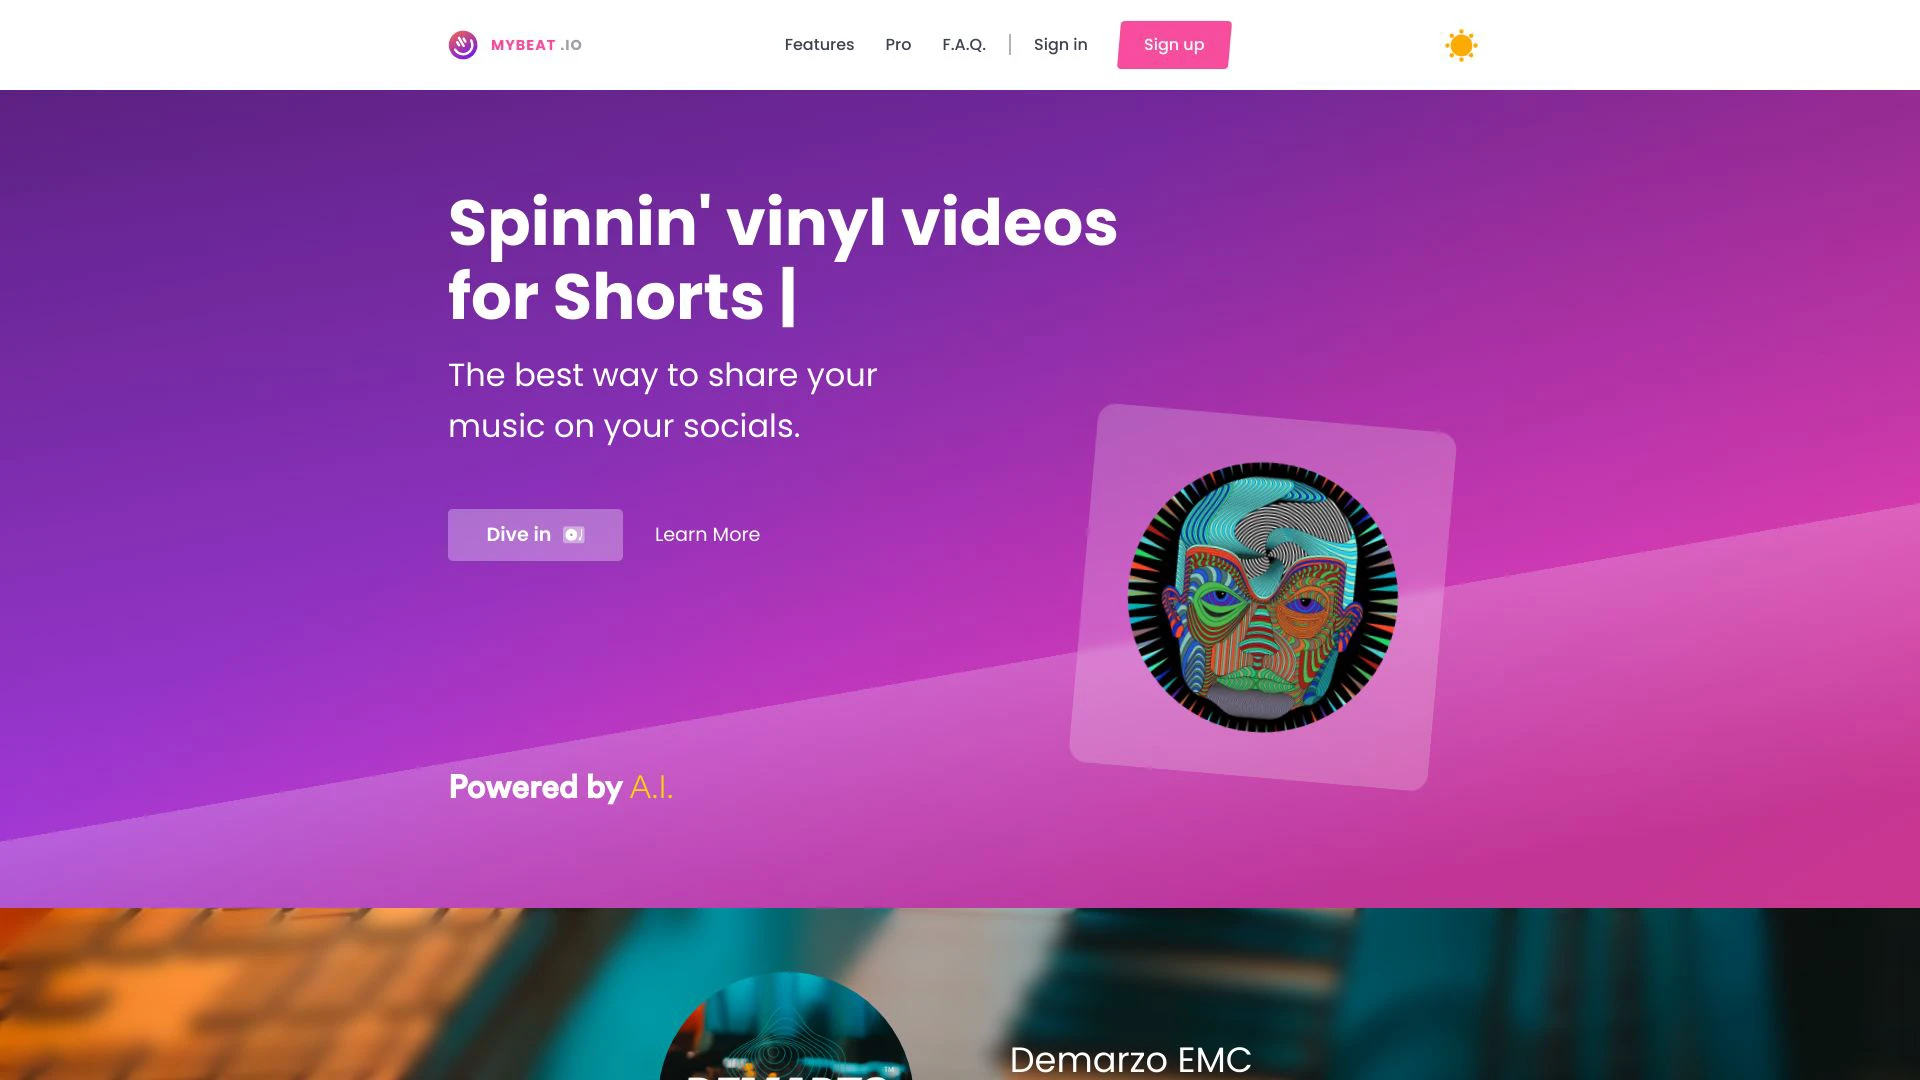 MYBEAT .IO
Features
Pro
F.A.Q.
Sign in
Sign up
Spinnin' vinyl videos
for Shorts |
The best way to share your
music on your socials.
Dive in
Learn More
Powered by A.I.
Demarzo EMC